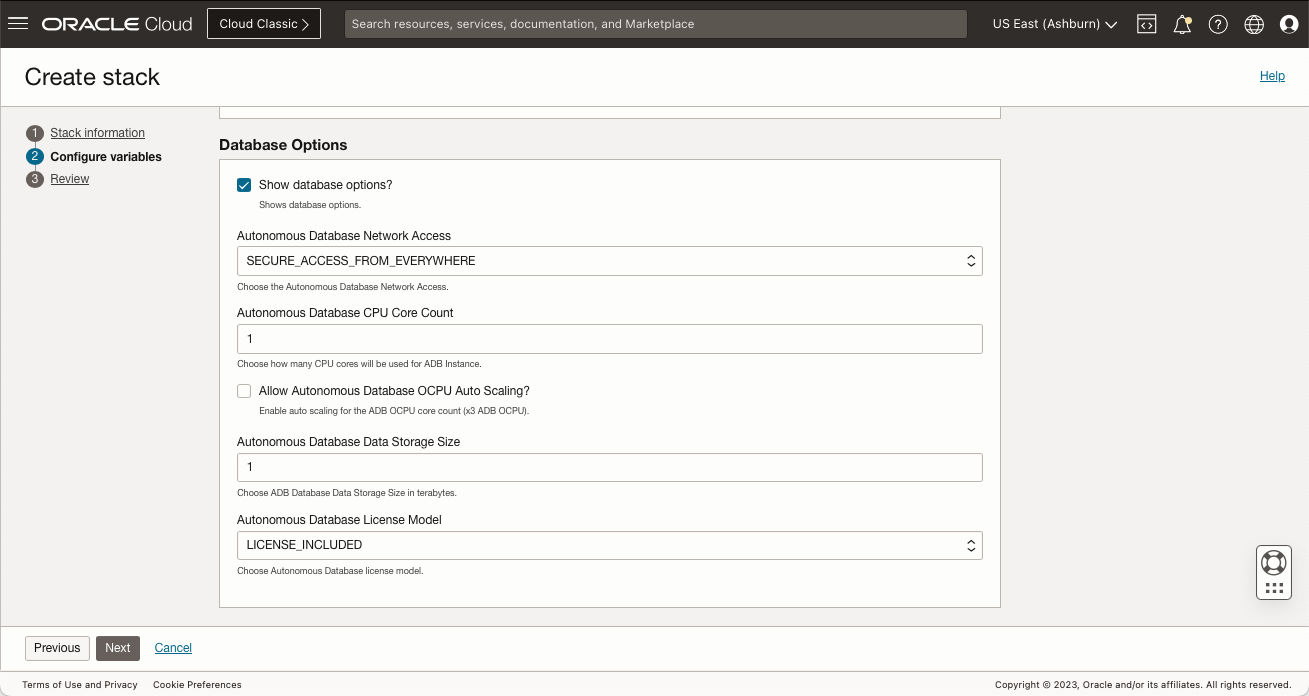 ORACLE Cloud
Cloud Classic
Search resources, services, documentation, and Marketplace
US East (Ashburn)
Create stack
Help
1 Stack information
2 Configure variables
3 Review
Database Options
Show database options?
Shows database options.
Autonomous Database Network Access
SECURE_ACCESS_FROM_EVERYWHERE
Choose the Autonomous Database Network Access.
Autonomous Database CPU Core Count
1
Choose how many CPU cores will be used for ADB Instance.
Allow Autonomous Database OCPU Auto Scaling?
Enable auto scaling for the ADB OCPU core count (x3 ADB OCPU).
Autonomous Database Data Storage Size
1
Choose ADB Database Data Storage Size in terabytes.
Autonomous Database License Model
LICENSE_INCLUDED
Choose Autonomous Database license model.
Previous
Next
Cancel
Terms of Use and Privacy
Cookie Preferences
Copyright © 2023, Oracle and/or its affiliates. All rights reserved.